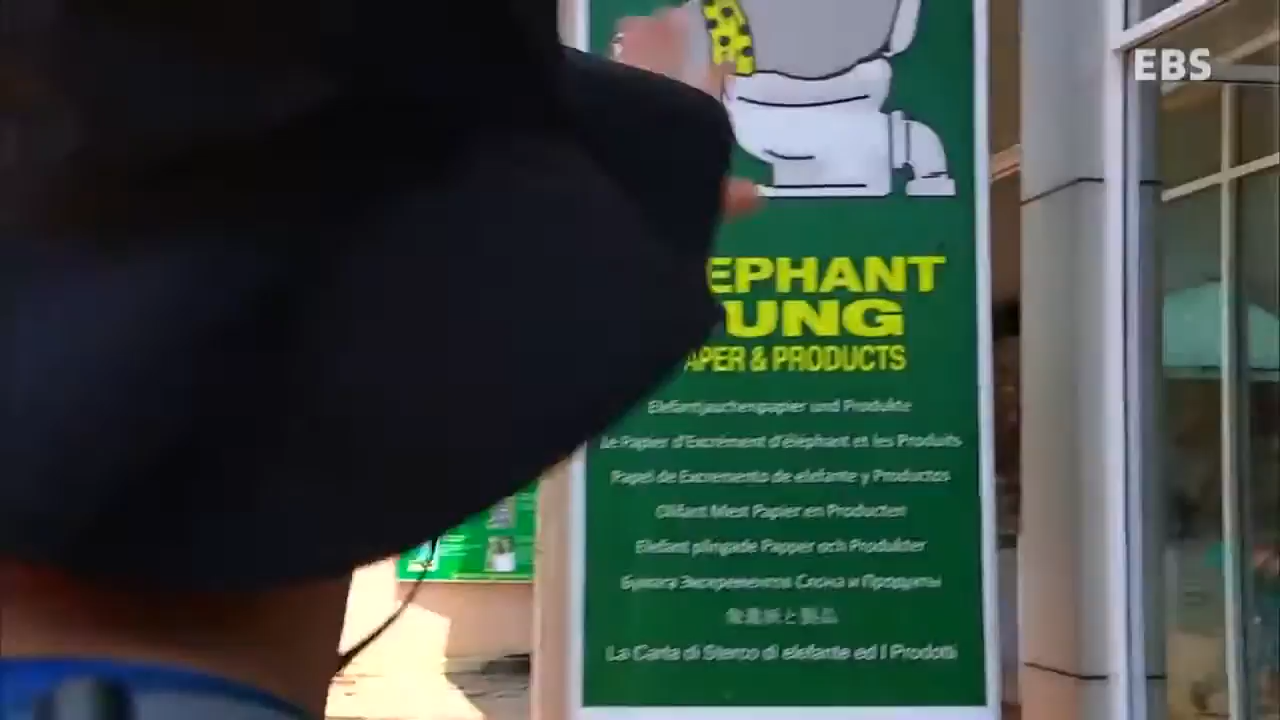 EBS
EPHANT
UNG
APER & PRODUCTS
Elefantjauchenpapier und Produkte
Le Papier d'Excrément d'éléphant et les Produits
Papel de Excremento de elefante y Productos
Olifant Mest Papier en Producten
Elefant plingade Papper och Produkter
Бумага Экскрементов Слона и Продукты
La Carta di Sterco di elefante ed I Prodotti